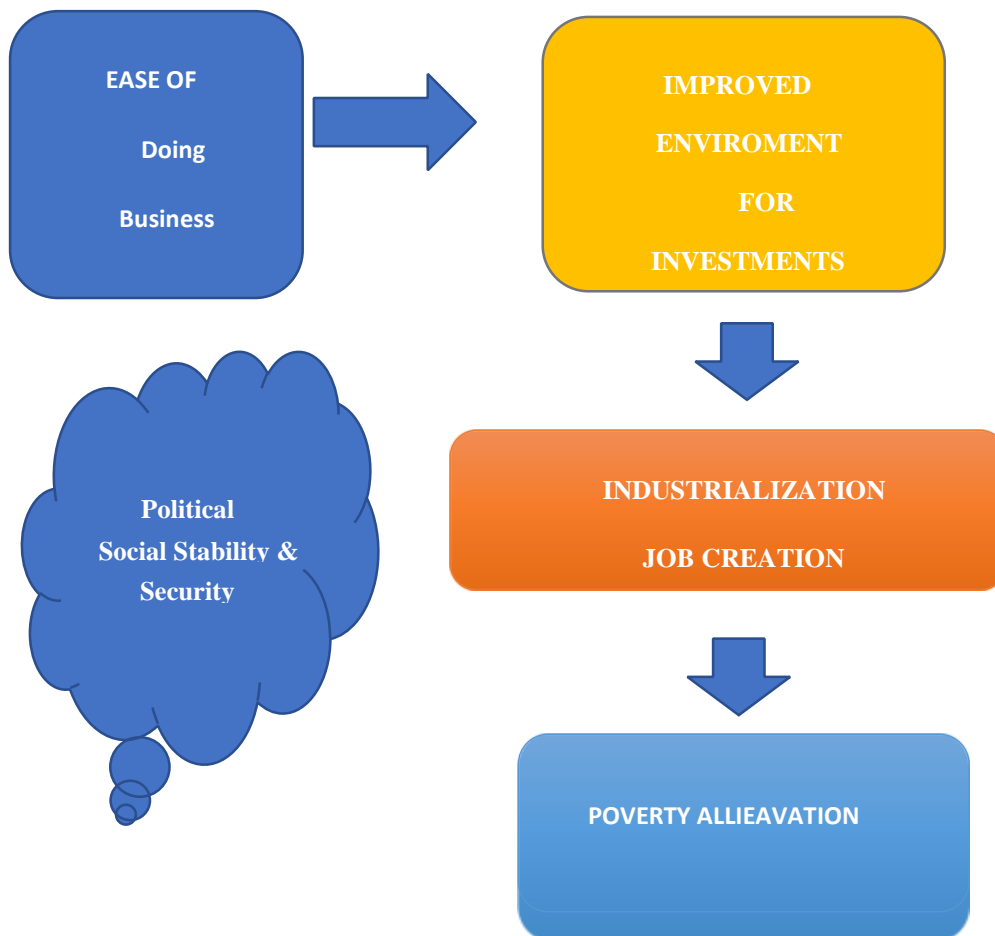 EASE OF
Doing
Business
IMPROVED
ENVIROMENT
FOR
INVESTMENTS
Political
Social Stability &
Security
INDUSTRIALIZATION
JOB CREATION
POVERTY ALLIEAVATION